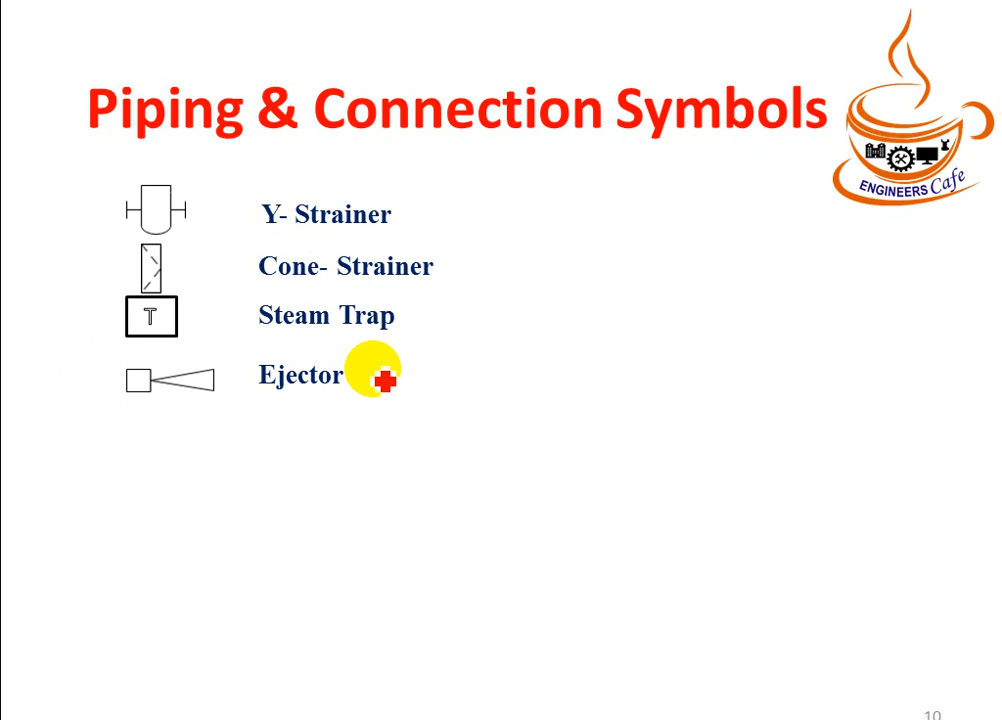 Piping & Connection Symbols
ENGINEERS Cafe
Y- Strainer
Cone- Strainer
T
Steam Trap
Ejector
10